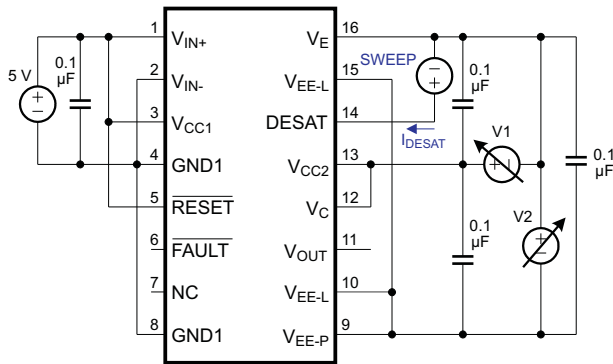 1 V_IN+ V_E 16
2 V_IN- V_EE-L 15
3 V_CC1 DESAT 14
4 GND1 V_CC2 13
5 RESET V_C 12
6 FAULT V_OUT 11
7 NC V_EE-L 10
8 GND1 V_EE-P 9
5 V
+
−
0.1
µF
SWEEP
−
+
I_DESAT
0.1
µF
V1
+
−
0.1
µF
V2
+
−
0.1
µF